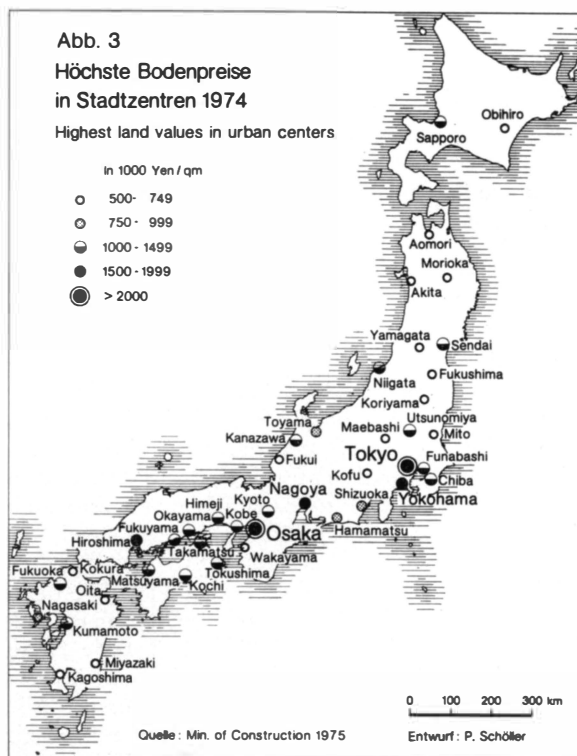 Abb. 3
Höchste Bodenpreise
in Stadtzentren 1974
Highest land values in urban centers
In 1000 Yen / qm
500- 749
750- 999
1000-1499
1500-1999
> 2000
Obihiro
Sapporo
Aomori
Morioka
Akita
Yamagata
Sendai
Niigata
Fukushima
Koriyama
Toyama
Utsunomiya
Maebashi
Mito
Kanazawa
Tokyo
Funabashi
Fukui
Kofu
Chiba
Nagoya
Shizuoka
Yokohama
Himeji
Kyoto
Okayama
Kobe
Hamamatsu
Fukuyama
Osaka
Hiroshima
Takamatsu
Wakayama
Fukuoka
Kokura
Matsuyama
Tokushima
Oita
Kochi
Nagasaki
Kumamoto
Miyazaki
Kagoshima
0 100 200 300 km
Quelle : Min. of Construction 1975
Entwurf : P. Schöller